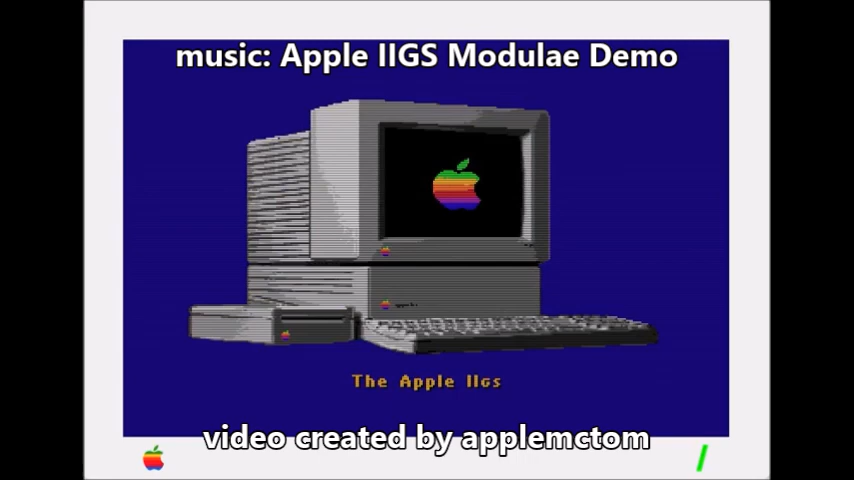 music: Apple IIGS Modulae Demo
The Apple IIGS
video created by applemctom